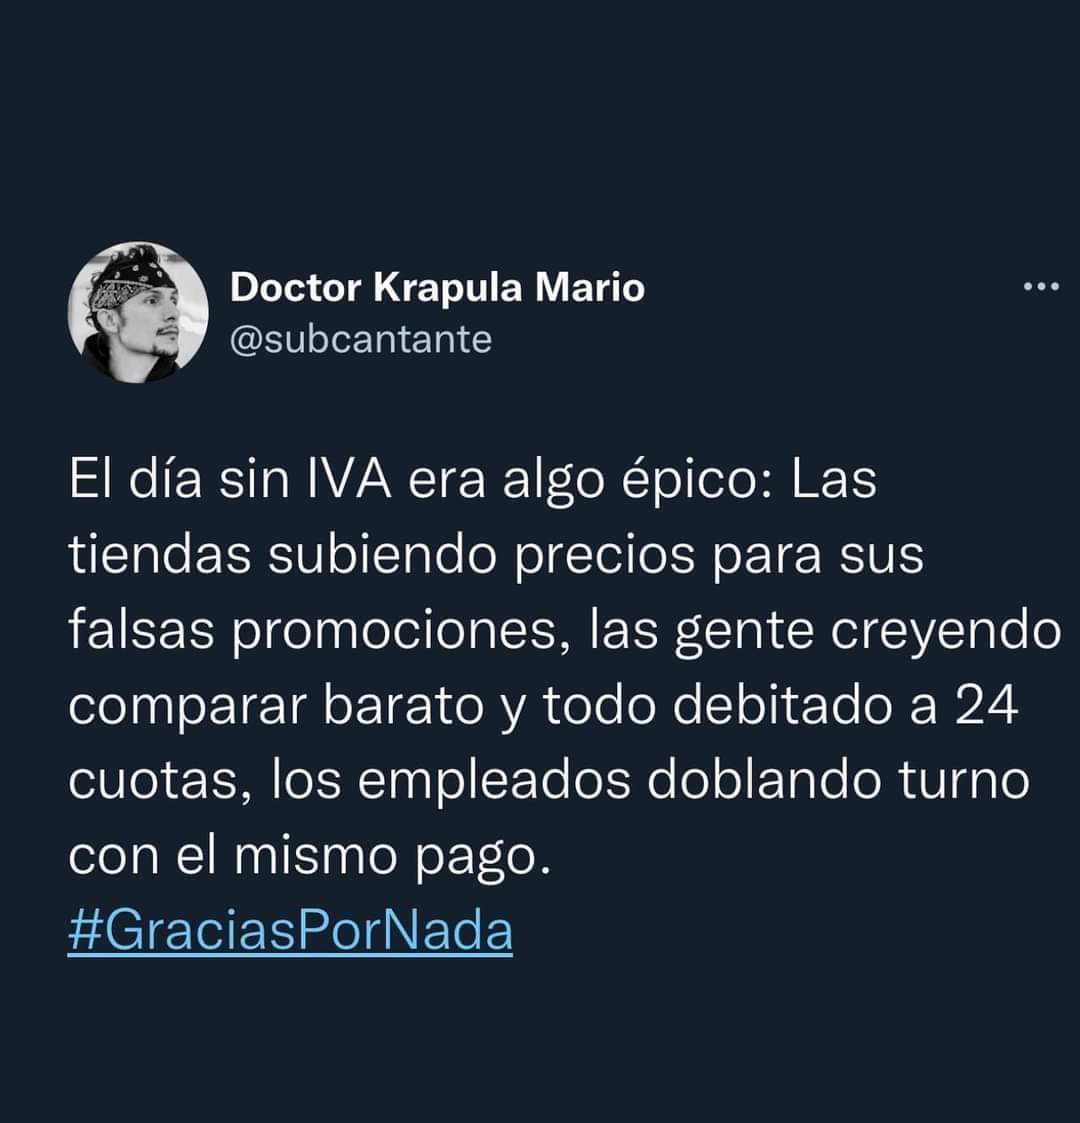 Doctor Krapula Mario
@subcantante
El día sin IVA era algo épico: Las
tiendas subiendo precios para sus
falsas promociones, las gente creyendo
comparar barato y todo debitado a 24
cuotas, los empleados doblando turno
con el mismo pago.
#GraciasPorNada